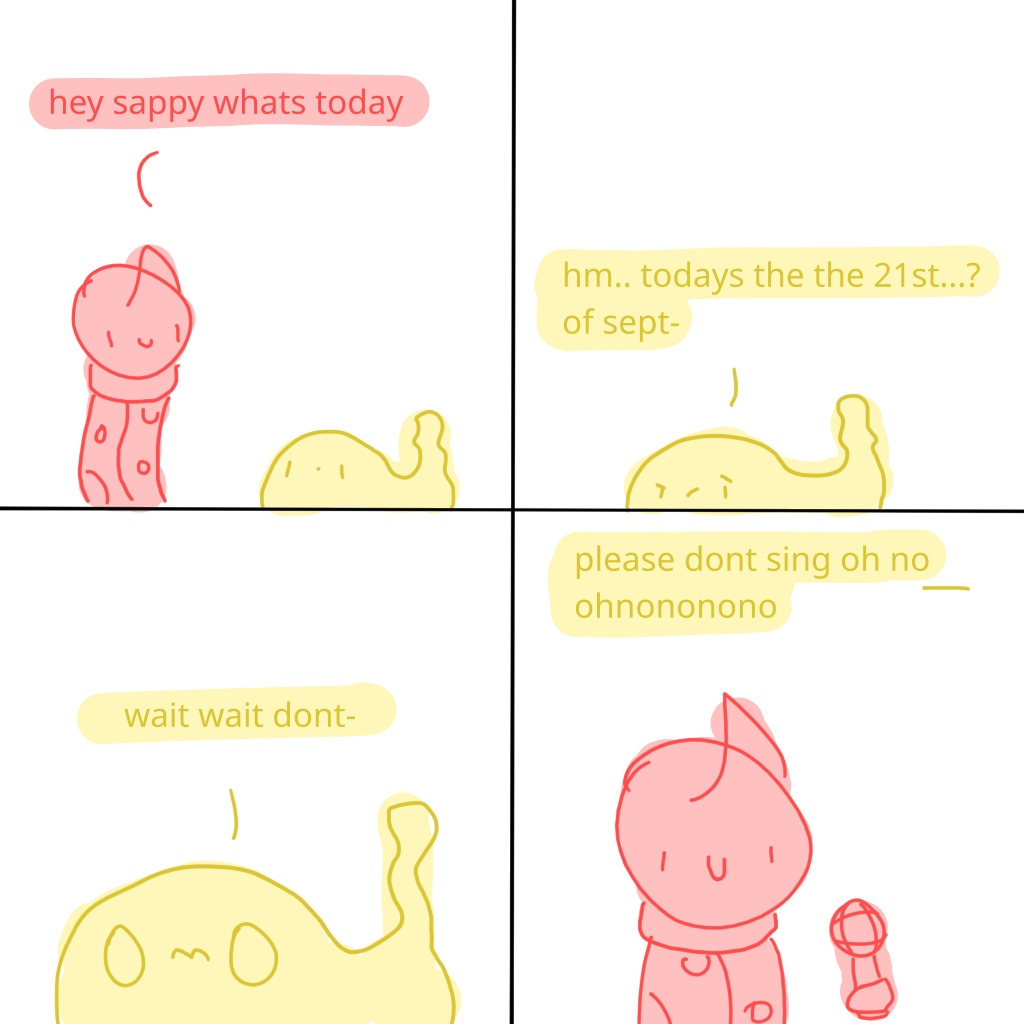 hey sappy whats today
hm.. todays the the 21st...?
of sept-
wait wait dont-
please dont sing oh no
ohnononono